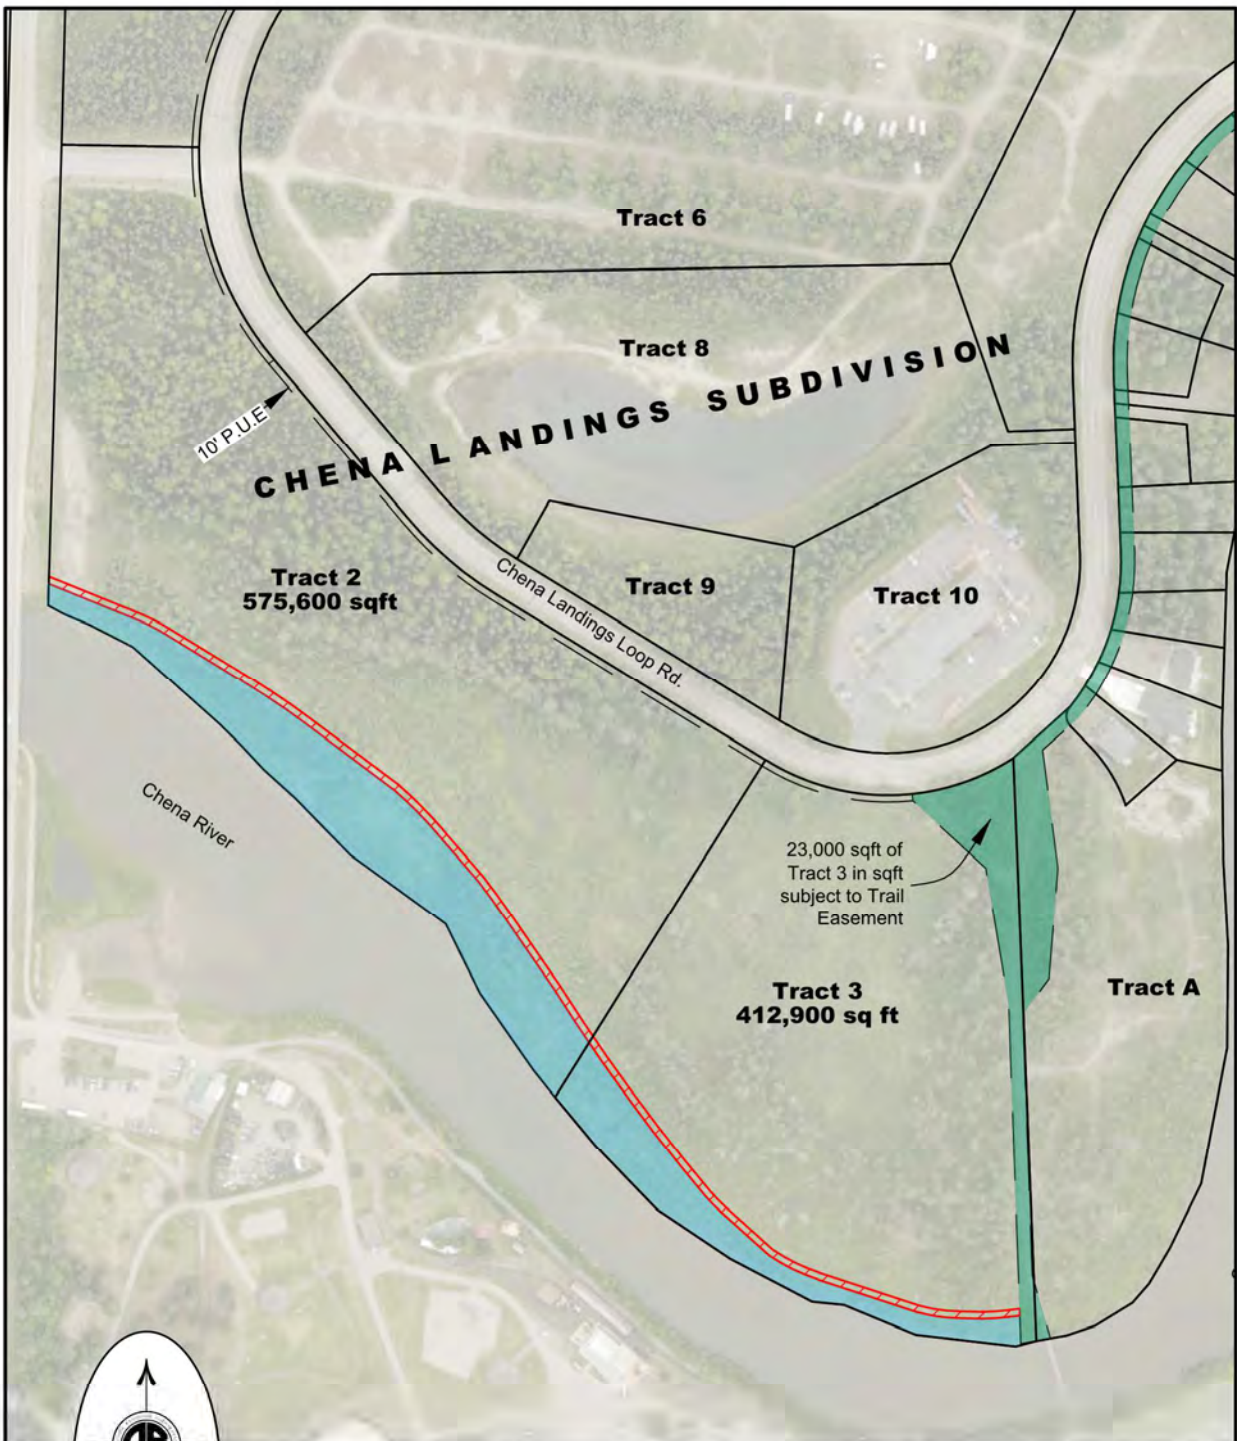 Tract 6
Tract 8
CHENA LANDINGS SUBDIVISION
10' P.U.E
Tract 2
575,600 sqft
Chena Landings Loop Rd.
Tract 9
Tract 10
Chena River
23,000 sqft of
Tract 3 in sqft
subject to Trail
Easement
Tract 3
412,900 sq ft
Tract A